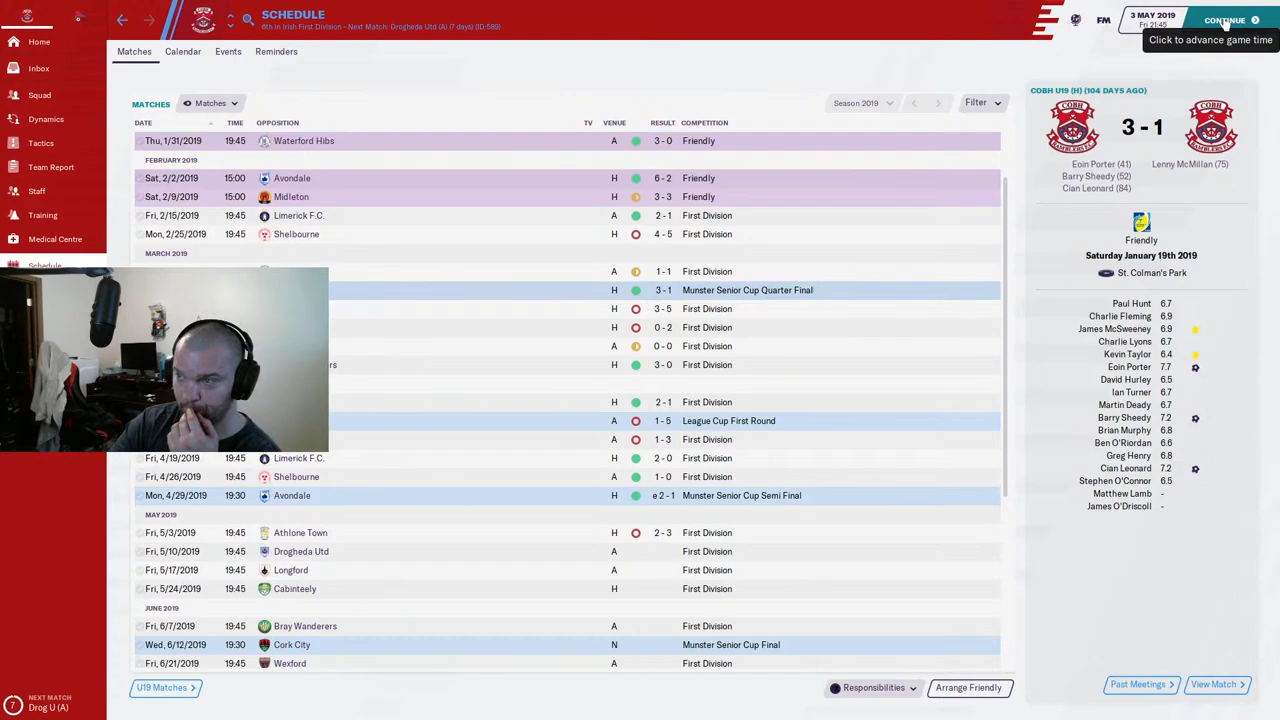 SCHEDULE
6th in Irish First Division - Next Match: Drogheda Utd (A) (7 days) (ID:589)
FM
3 MAY 2019
Fri 21:45
CONTINUE
Click to advance game time
Home
Inbox
Squad
Dynamics
Tactics
Team Report
Staff
Training
Medical Centre
Schedule
NEXT MATCH
7 Drog U (A)
Matches Calendar Events Reminders
MATCHES Matches Season 2019 Filter
DATE TIME OPPOSITION TV VENUE RESULT COMPETITION
Thu, 1/31/2019 19:45 Waterford Hibs A 3 - 0 Friendly
FEBRUARY 2019
Sat, 2/2/2019 15:00 Avondale H 6 - 2 Friendly
Sat, 2/9/2019 15:00 Midleton H 3 - 3 Friendly
Fri, 2/15/2019 19:45 Limerick F.C. A 2 - 1 First Division
Mon, 2/25/2019 19:45 Shelbourne H 4 - 5 First Division
MARCH 2019
A 1 - 1 First Division
H 3 - 1 Munster Senior Cup Quarter Final
H 3 - 5 First Division
H 0 - 2 First Division
A 0 - 0 First Division
rs H 3 - 0 First Division
H 2 - 1 First Division
A 1 - 5 League Cup First Round
A 1 - 3 First Division
Fri, 4/19/2019 19:45 Limerick F.C. H 2 - 0 First Division
Fri, 4/26/2019 19:45 Shelbourne A 1 - 0 First Division
Mon, 4/29/2019 19:30 Avondale H e 2 - 1 Munster Senior Cup Semi Final
MAY 2019
Fri, 5/3/2019 19:45 Athlone Town H 2 - 3 First Division
Fri, 5/10/2019 19:45 Drogheda Utd A First Division
Fri, 5/17/2019 19:45 Longford A First Division
Fri, 5/24/2019 19:45 Cabinteely H First Division
JUNE 2019
Fri, 6/7/2019 19:45 Bray Wanderers A First Division
Wed, 6/12/2019 19:30 Cork City N Munster Senior Cup Final
Fri, 6/21/2019 19:45 Wexford A First Division
U19 Matches Responsibilities Arrange Friendly
COBH U19 (H) (104 DAYS AGO)
COBH 3 - 1 COBH
Eoin Porter (41) Lenny McMillan (75)
Barry Sheedy (52)
Cian Leonard (84)
Friendly
Saturday January 19th 2019
St. Colman's Park
Paul Hunt 6.7
Charlie Fleming 6.9
James McSweeney 6.9
Charlie Lyons 6.7
Kevin Taylor 6.4
Eoin Porter 7.7
David Hurley 6.5
Ian Turner 6.7
Martin Deady 6.7
Barry Sheedy 7.2
Brian Murphy 6.8
Ben O'Riordan 6.6
Greg Henry 6.8
Cian Leonard 7.2
Stephen O'Connor 6.5
Matthew Lamb -
James O'Driscoll -
Past Meetings View Match